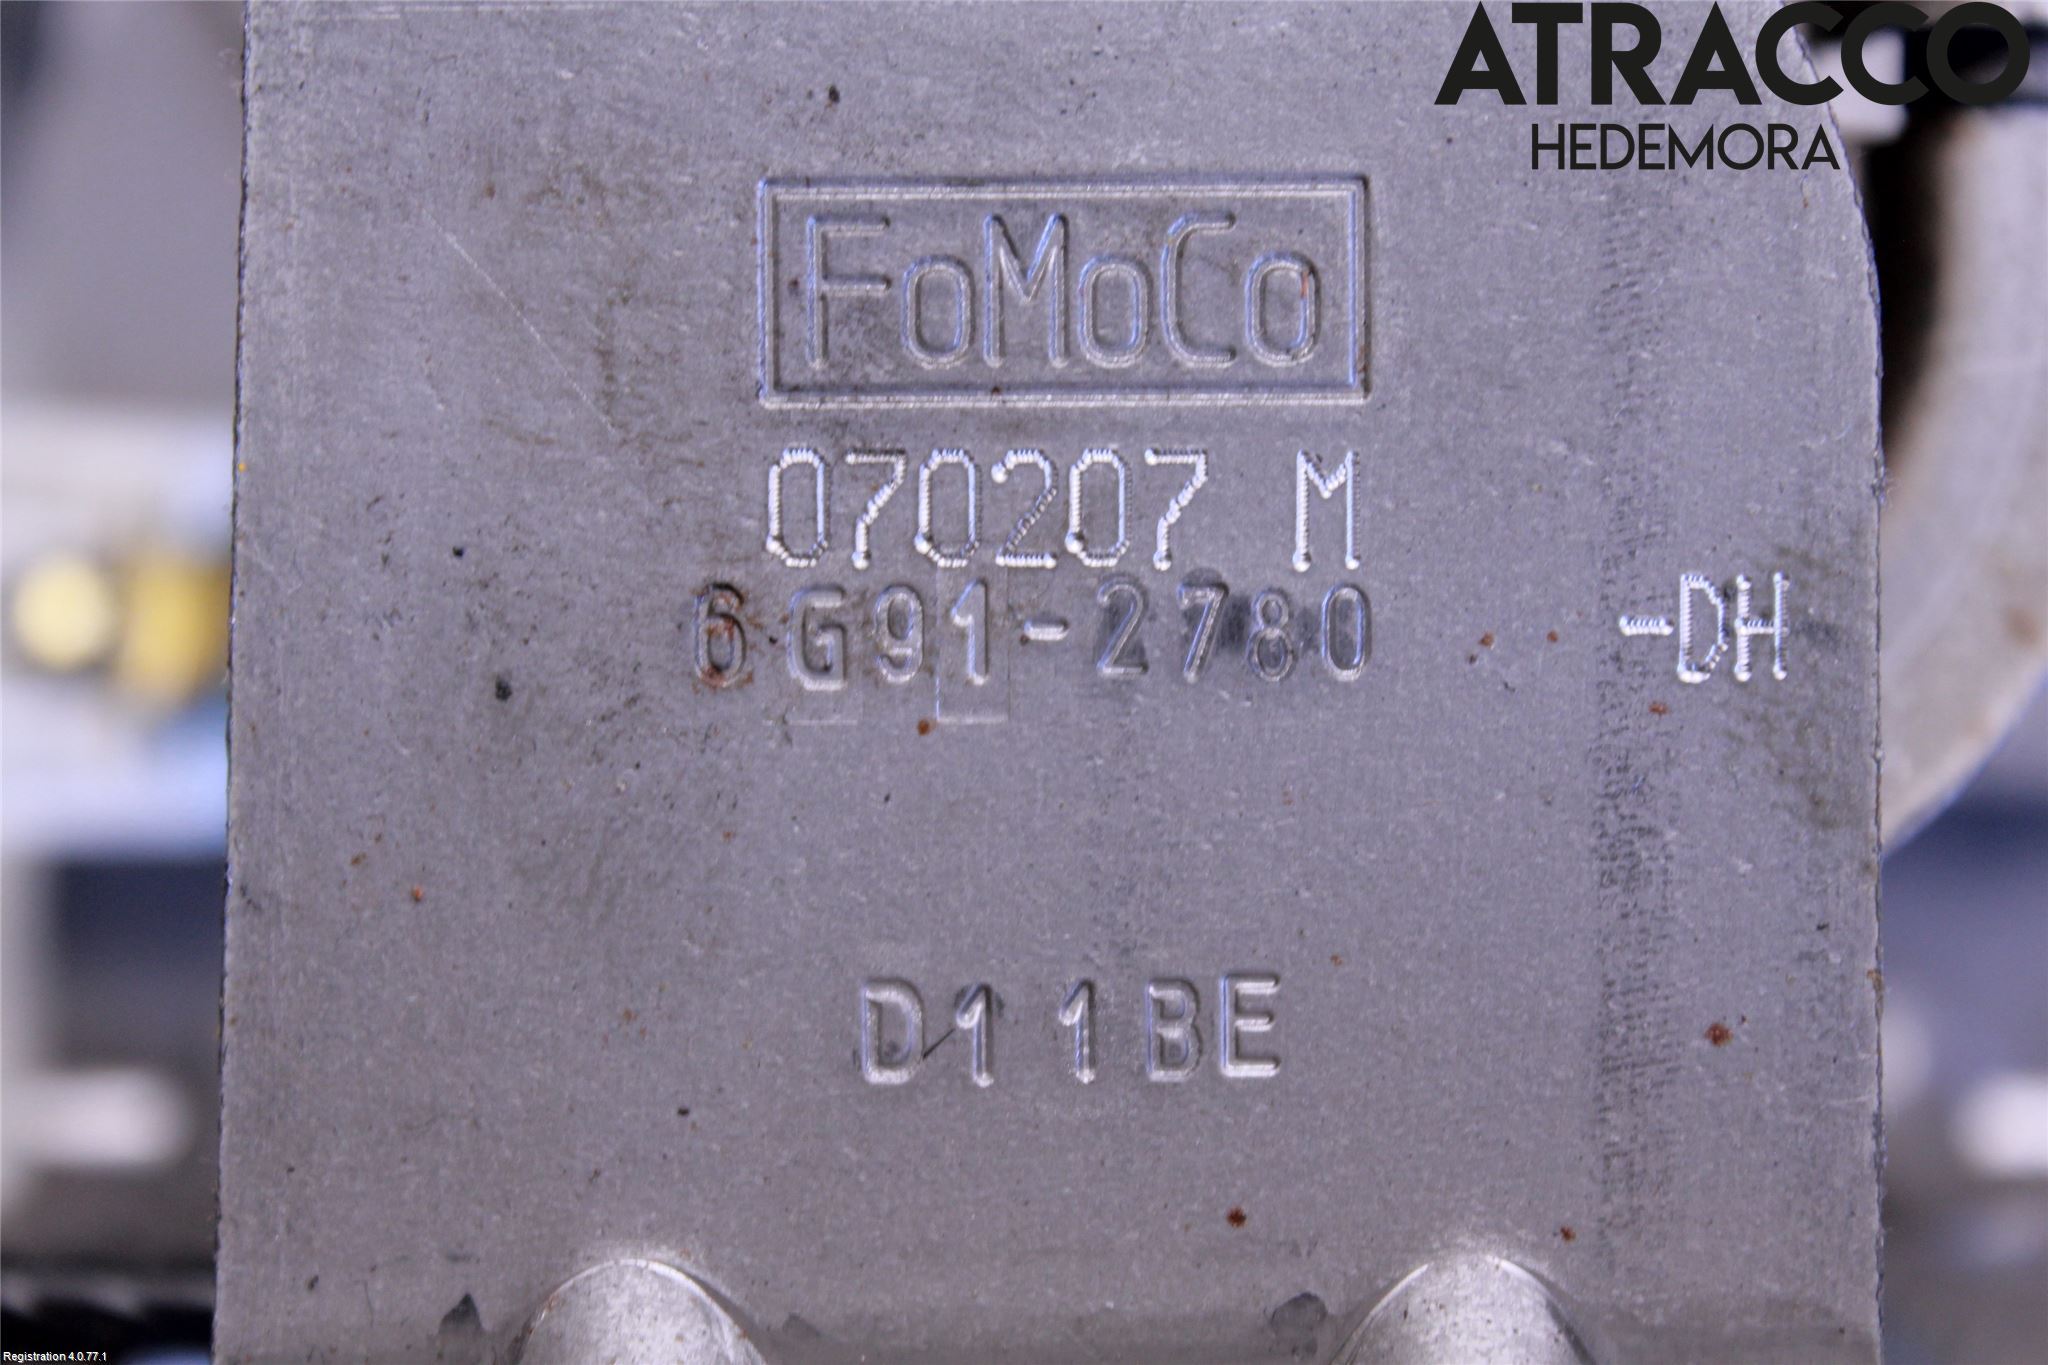 ATRACCO
HEDEMORA
FoMoCo
070207 M
6G91-2780 -DH
D11BE
Registration 4.0.77.1